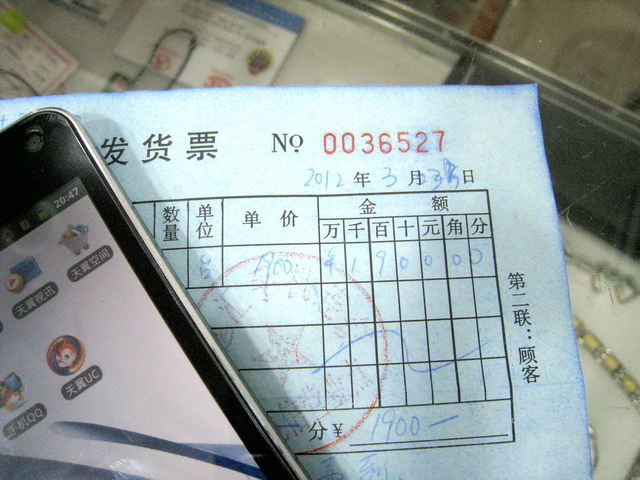 发货票 NO 0036527
2012 年 3 月 日
数量 单位 单价 金额
万 千 百 十 元 角 分
台 1900 ¥ 1 9 0 0 0 0
第二联：顾客
分¥ 1900 —
20:47
天翼空间
天翼视讯
天翼UC
手机QQ